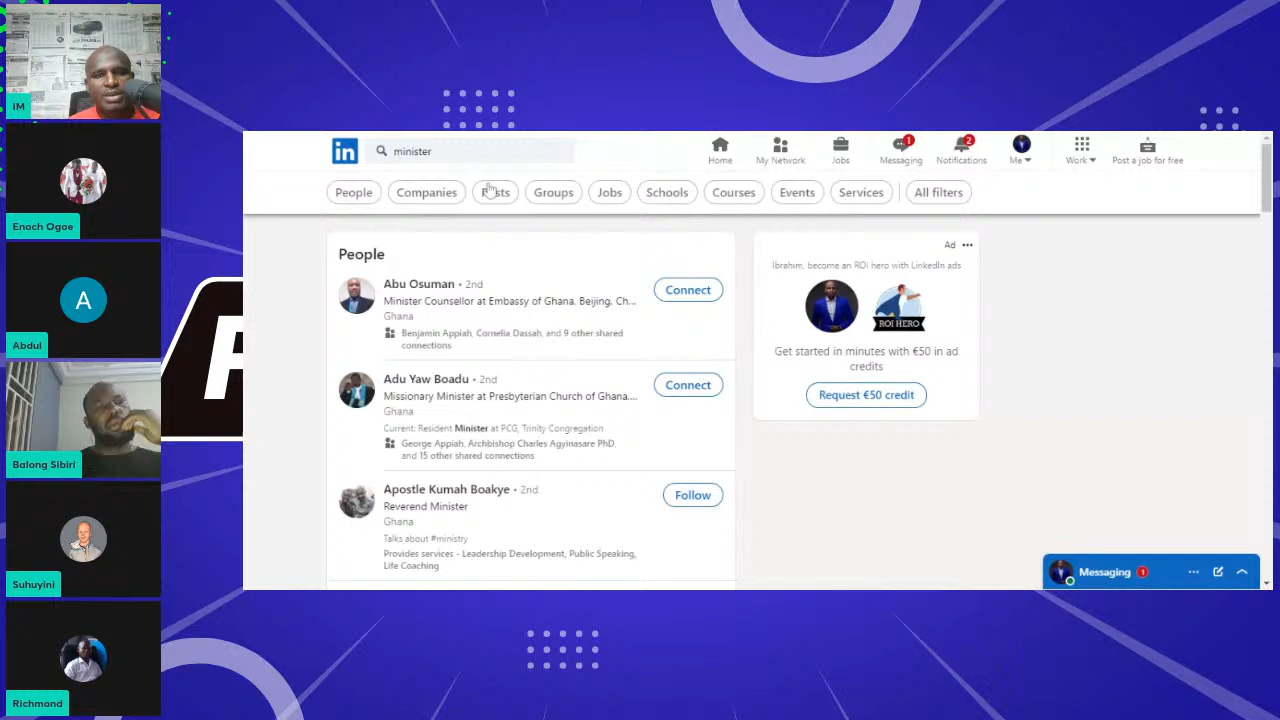 IM
Enoch Ogoe
A
Abdul
Balong Sibiri
Suhuyini
Richmond
in
minister
Home
My Network
1
Jobs
Messaging
2
Notifications
Me
Work
Post a job for free
People
Companies
Groups
Jobs
Schools
Courses
Events
Services
All filters
People
Abu Osuman • 2nd
Minister Counsellor at Embassy of Ghana. Beijing, Ch...
Ghana
Benjamin Appiah, Cornelia Dassah, and 9 other shared
connections
Connect
Adu Yaw Boadu • 2nd
Missionary Minister at Presbyterian Church of Ghana....
Ghana
Current: Resident Minister at PCG, Trinity Congregation
George Appiah, Archbishop Charles Agyinasare PhD,
and 15 other shared connections
Connect
Apostle Kumah Boakye • 2nd
Reverend Minister
Ghana
Talks about #ministry
Provides services - Leadership Development, Public Speaking,
Life Coaching
Follow
Ad •••
Ibrahim, become an ROI hero with LinkedIn ads
ROI HERO
Get started in minutes with €50 in ad
credits
Request €50 credit
Messaging 1